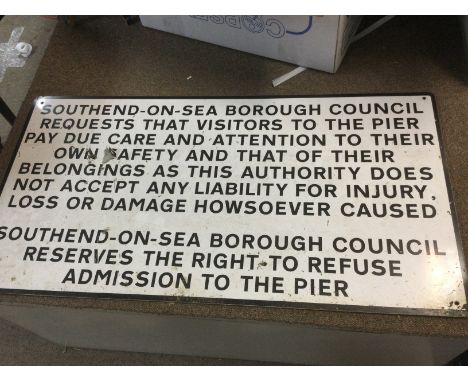 SOUTHEND-ON-SEA BOROUGH COUNCIL
REQUESTS THAT VISITORS TO THE PIER
PAY DUE CARE AND ATTENTION TO THEIR
OWN SAFETY AND THAT OF THEIR
BELONGINGS AS THIS AUTHORITY DOES
NOT ACCEPT ANY LIABILITY FOR INJURY,
LOSS OR DAMAGE HOWSOEVER CAUSED
SOUTHEND-ON-SEA BOROUGH COUNCIL
RESERVES THE RIGHT TO REFUSE
ADMISSION TO THE PIER